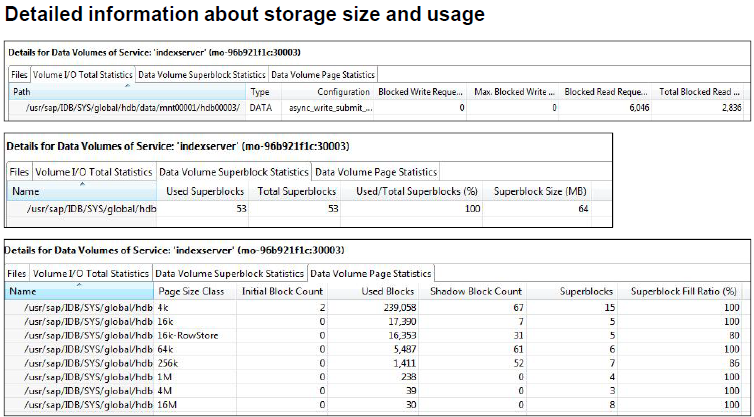 Detailed information about storage size and usage
Details for Data Volumes of Service: 'indexserver' (mo-96b921f1c:30003)
Files Volume I/O Total Statistics Data Volume Superblock Statistics Data Volume Page Statistics
Path Type Configuration Blocked Write Reque... Max. Blocked Write ... Blocked Read Reque... Total Blocked Read ...
/usr/sap/IDB/SYS/global/hdb/data/mnt00001/hdb00003/ DATA async_write_submit_... 0 0 6,046 2,836
Details for Data Volumes of Service: 'indexserver' (mo-96b921f1c:30003)
Files Volume I/O Total Statistics Data Volume Superblock Statistics Data Volume Page Statistics
Name Used Superblocks Total Superblocks Used/Total Superblocks (%) Superblock Size (MB)
/usr/sap/IDB/SYS/global/hdb 53 53 100 64
Details for Data Volumes of Service: 'indexserver' (mo-96b921f1c:30003)
Files Volume I/O Total Statistics Data Volume Superblock Statistics Data Volume Page Statistics
Name Page Size Class Initial Block Count Used Blocks Shadow Block Count Superblocks Superblock Fill Ratio (%)
/usr/sap/IDB/SYS/global/hdb 4k 2 239,058 67 15 100
/usr/sap/IDB/SYS/global/hdb 16k 0 17,390 7 5 100
/usr/sap/IDB/SYS/global/hdb 16k-RowStore 0 16,353 31 5 80
/usr/sap/IDB/SYS/global/hdb 64k 0 5,487 61 6 100
/usr/sap/IDB/SYS/global/hdb 256k 0 1,411 52 7 86
/usr/sap/IDB/SYS/global/hdb 1M 0 238 0 4 100
/usr/sap/IDB/SYS/global/hdb 4M 0 39 0 3 100
/usr/sap/IDB/SYS/global/hdb 16M 0 30 0 8 100